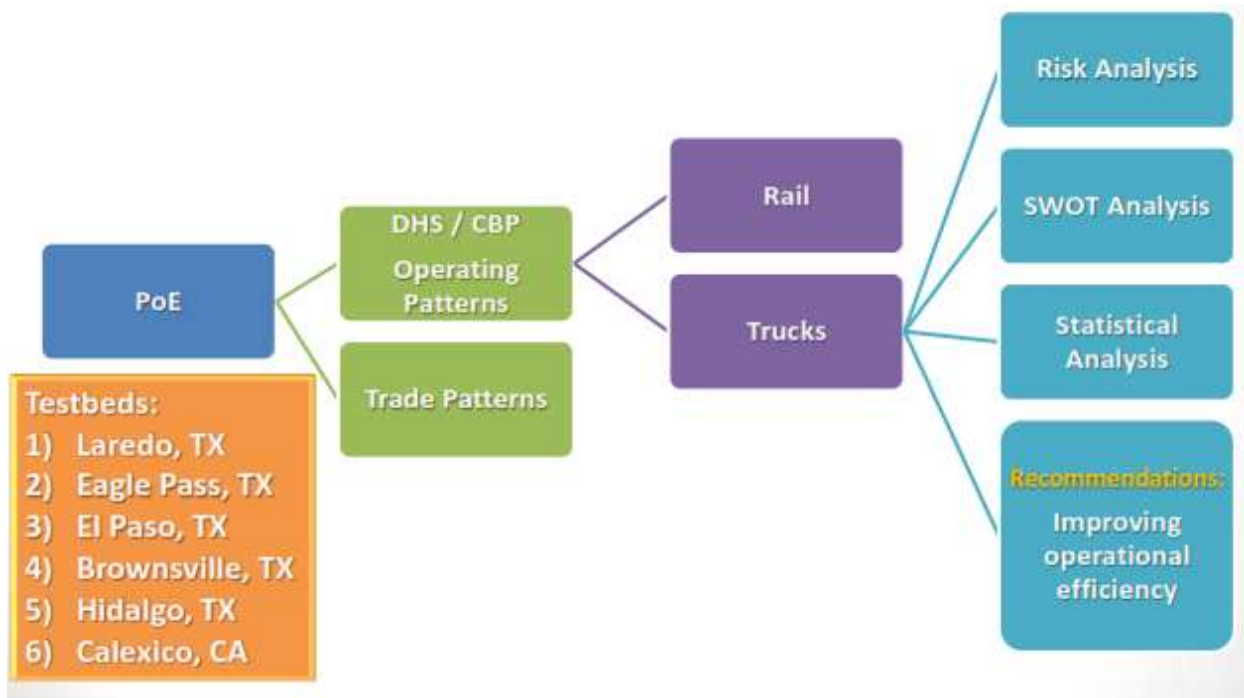 PoE
Testbeds:
1) Laredo, TX
2) Eagle Pass, TX
3) El Paso, TX
4) Brownsville, TX
5) Hidalgo, TX
6) Calexico, CA
DHS / CBP
Operating
Patterns
Trade Patterns
Rail
Trucks
Risk Analysis
SWOT Analysis
Statistical
Analysis
Recommendations:
Improving
operational
efficiency